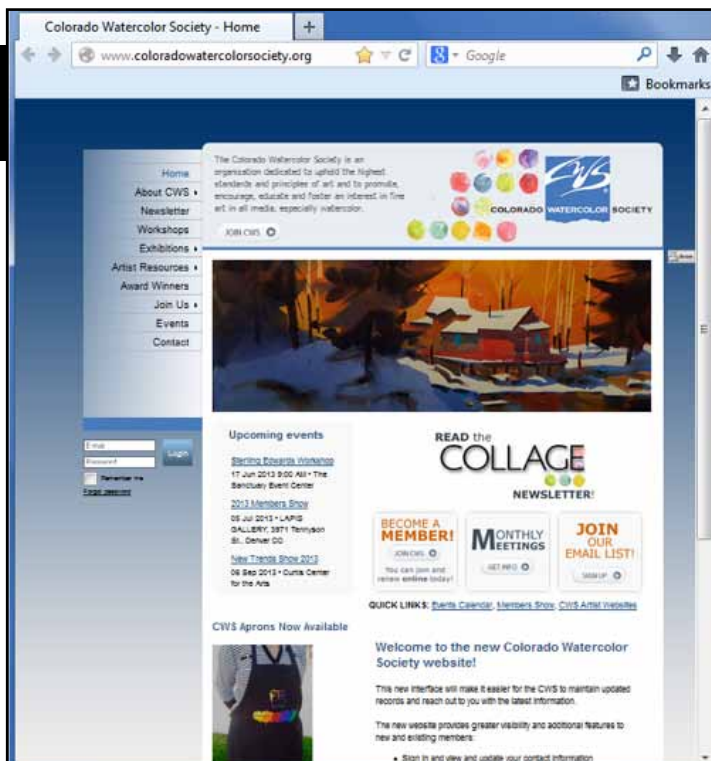 Colorado Watercolor Society - Home
+
www.coloradowatercolorsociety.org
Google
Bookmarks
Home
About CWS
Newsletter
Workshops
Exhibitions
Artist Resources
Award Winners
Join Us
Events
Contact
The Colorado Watercolor Society is an
organization dedicated to uphold the highest
standards and principles of art and to promote,
encourage, educate and foster an interest in fine
art in all media, especially watercolor.
JOIN CWS
CWS
COLORADO WATERCOLOR SOCIETY
E-mail
Password
Login
Remember me
Forgot password
Upcoming events
Sterling Edwards Workshop
17 Jun 2013 9:00 AM • The
Sanctuary Event Center
2013 Members Show
05 Jul 2013 • LAPIS
GALLERY, 3971 Tennyson
St., Denver CO
New Trends Show 2013
06 Sep 2013 • Curtis Center
for the Arts
READ the
COLLAGE
NEWSLETTER!
BECOME A
MEMBER!
JOIN CWS
You can join and
renew online today!
MONTHLY
MEETINGS
GET INFO
JOIN
OUR
EMAIL LIST!
SIGN UP
QUICK LINKS: Events Calendar, Members Show, CWS Artist Websites
CWS Aprons Now Available
Welcome to the new Colorado Watercolor
Society website!
This new interface will make it easier for the CWS to maintain updated
records and reach out to you with the latest information.
The new website provides greater visibility and additional features to
new and existing members:
• Sign in and view and update your contact information